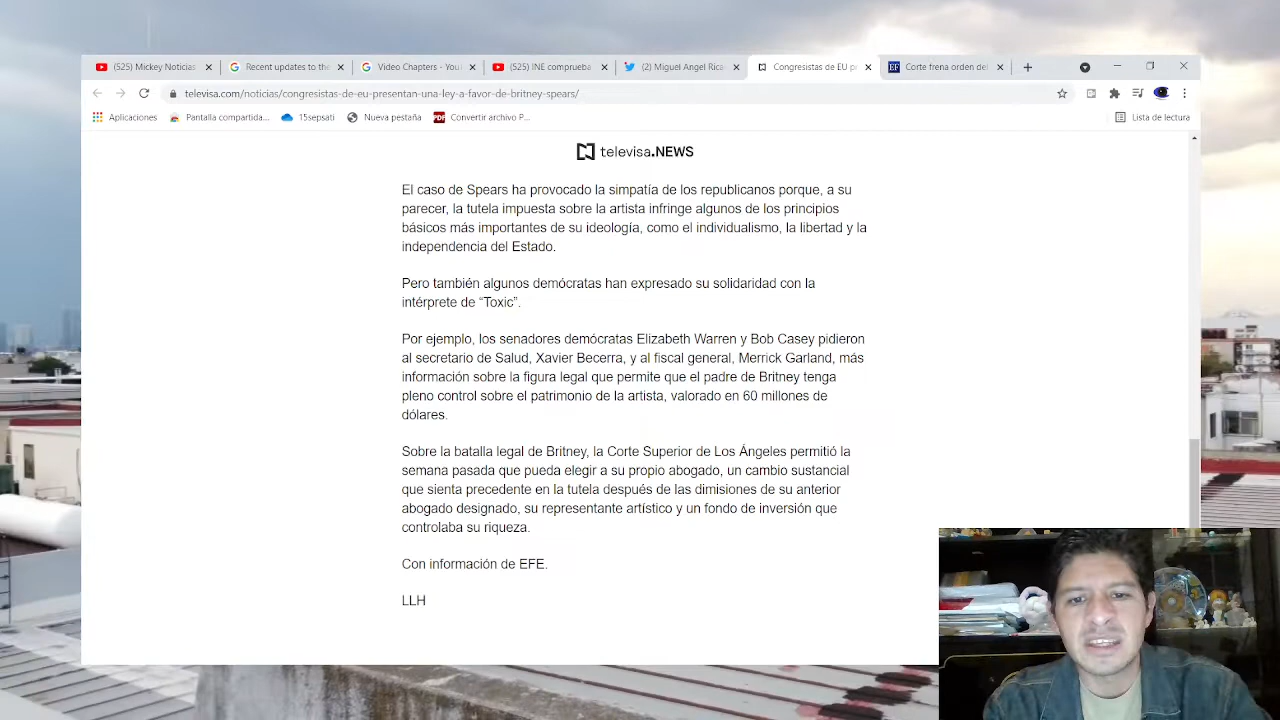 (525) Mickey Noticias
Recent updates to the
Video Chapters - You
(525) INE comprueba
(2) Miguel Angel Rica
Congresistas de EU p
Corte frena orden del
televisa.com/noticias/congresistas-de-eu-presentan-una-ley-a-favor-de-britney-spears/
Aplicaciones
Pantalla compartida...
15sepsati
Nueva pestaña
PDF
Convertir archivo P...
Lista de lectura
televisa.NEWS
El caso de Spears ha provocado la simpatía de los republicanos porque, a su
parecer, la tutela impuesta sobre la artista infringe algunos de los principios
básicos más importantes de su ideología, como el individualismo, la libertad y la
independencia del Estado.
Pero también algunos demócratas han expresado su solidaridad con la
intérprete de “Toxic”.
Por ejemplo, los senadores demócratas Elizabeth Warren y Bob Casey pidieron
al secretario de Salud, Xavier Becerra, y al fiscal general, Merrick Garland, más
información sobre la figura legal que permite que el padre de Britney tenga
pleno control sobre el patrimonio de la artista, valorado en 60 millones de
dólares.
Sobre la batalla legal de Britney, la Corte Superior de Los Ángeles permitió la
semana pasada que pueda elegir a su propio abogado, un cambio sustancial
que sienta precedente en la tutela después de las dimisiones de su anterior
abogado designado, su representante artístico y un fondo de inversión que
controlaba su riqueza.
Con información de EFE.
LLH